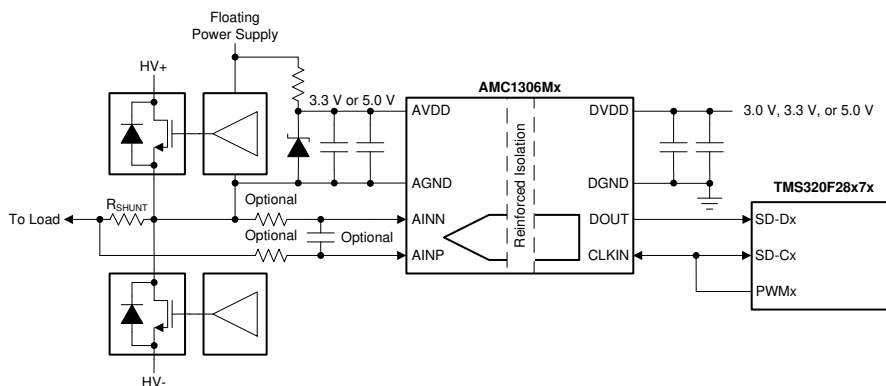 Floating
Power Supply
HV+
AMC1306Mx
3.3 V or 5.0 V
AVDD
DVDD
3.0 V, 3.3 V, or 5.0 V
Reinforced Isolation
AGND
DGND
TMS320F28x7x
To Load
RSHUNT
Optional
AINN
DOUT
SD-Dx
Optional
Optional
AINP
CLKIN
SD-Cx
PWMx
HV-